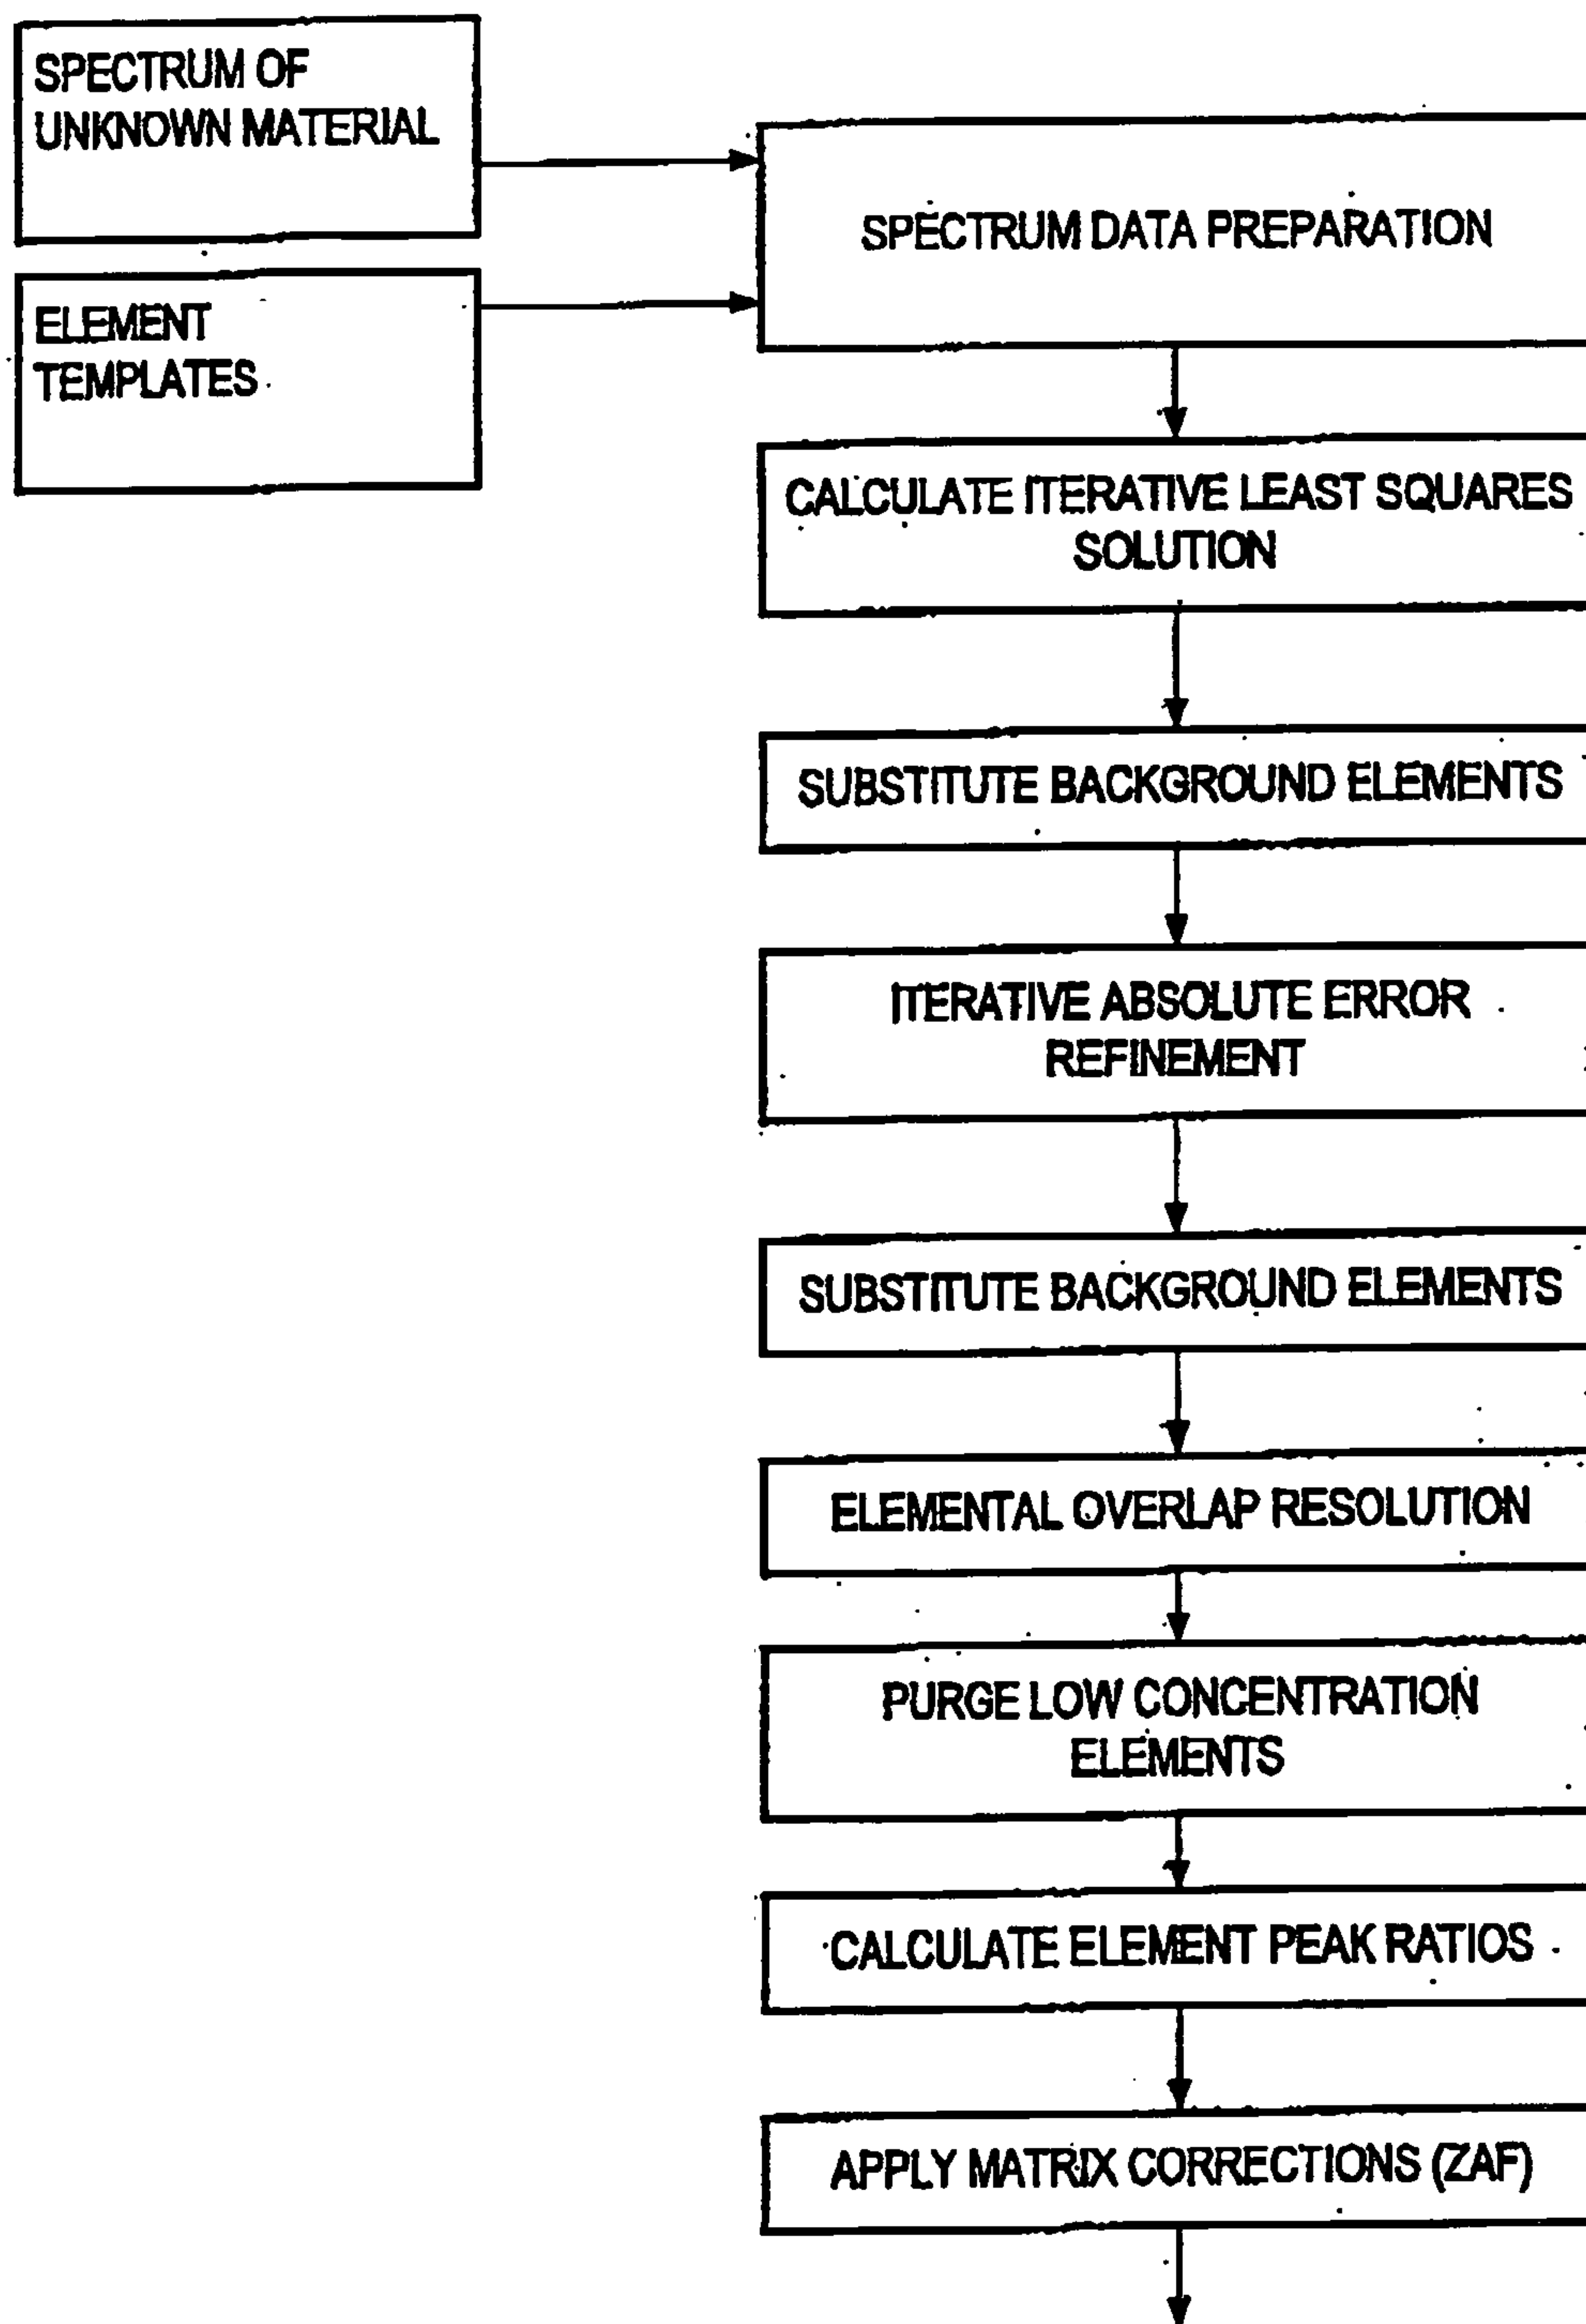 SPECTRUM OF
UNKNOWN MATERIAL
SPECTRUM DATA PREPARATION
ELEMENT
TEMPLATES
CALCULATE ITERATIVE LEAST SQUARES
SOLUTION
SUBSTITUTE BACKGROUND ELEMENTS
ITERATIVE ABSOLUTE ERROR
REFINEMENT
SUBSTITUTE BACKGROUND ELEMENTS
ELEMENTAL OVERLAP RESOLUTION
PURGE LOW CONCENTRATION
ELEMENTS
CALCULATE ELEMENT PEAK RATIOS
APPLY MATRIX CORRECTIONS (ZAF)